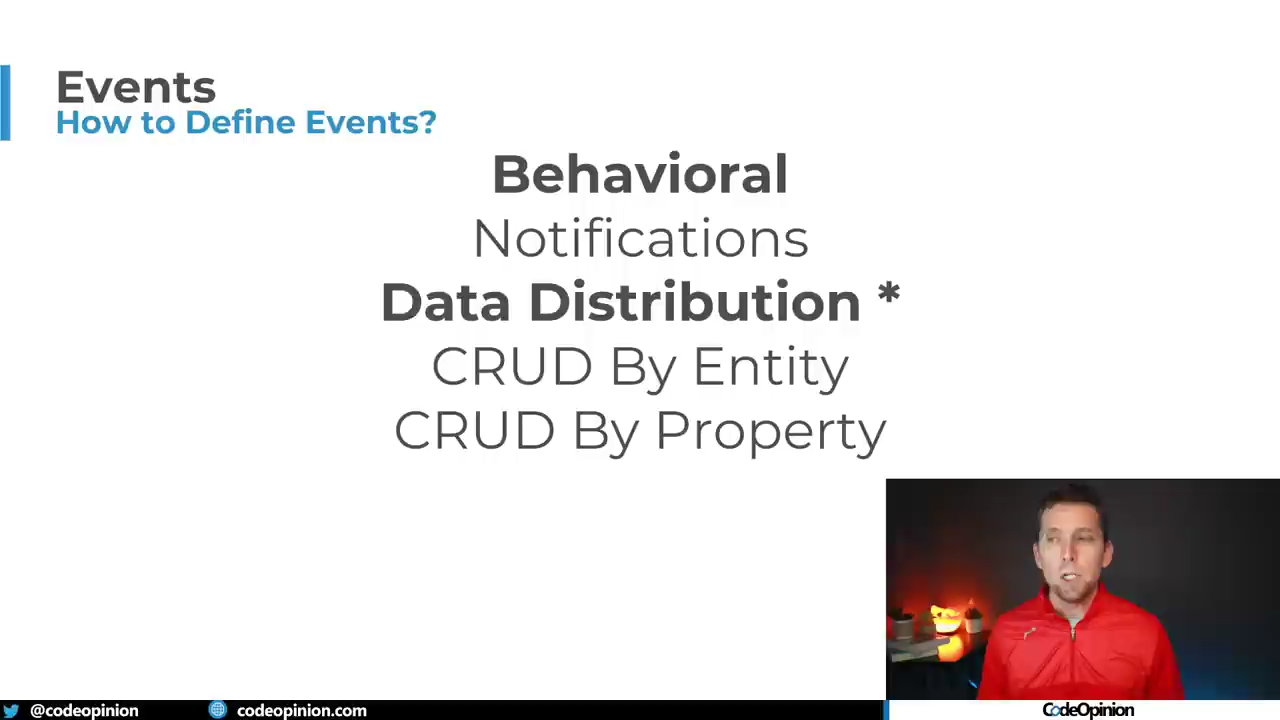 Events
How to Define Events?
Behavioral
Notifications
Data Distribution *
CRUD By Entity
CRUD By Property
@codeopinion
codeopinion.com
CodeOpinion